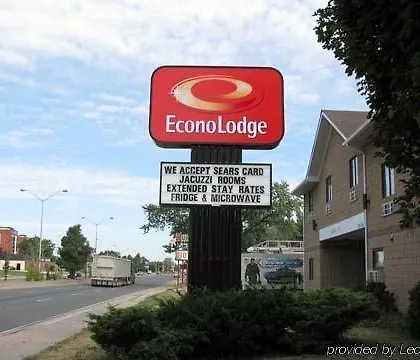 EconoLodge
WE ACCEPT SEARS CARD
JACUZZI ROOMS
EXTENDED STAY RATES
FRIDGE & MICROWAVE
provided by